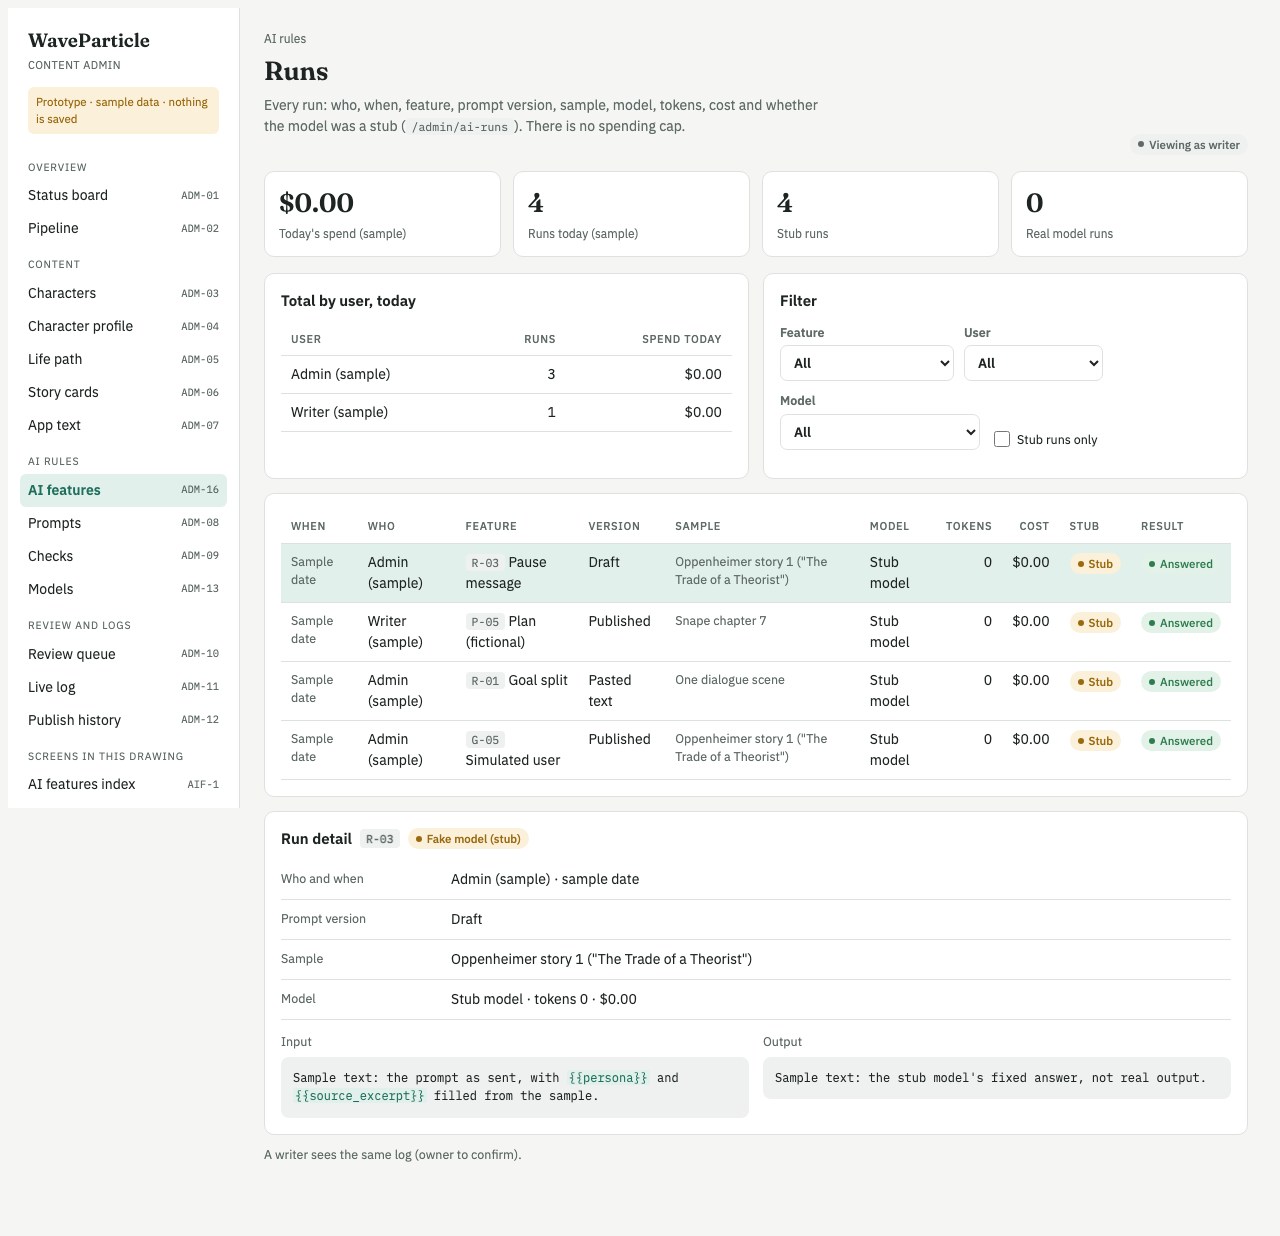 WaveParticle
CONTENT ADMIN
Prototype · sample data · nothing
is saved
OVERVIEW
Status board ADM-01
Pipeline ADM-02
CONTENT
Characters ADM-03
Character profile ADM-04
Life path ADM-05
Story cards ADM-06
App text ADM-07
AI RULES
AI features ADM-16
Prompts ADM-08
Checks ADM-09
Models ADM-13
REVIEW AND LOGS
Review queue ADM-10
Live log ADM-11
Publish history ADM-12
SCREENS IN THIS DRAWING
AI features index AIF-1
AI rules
Runs
Every run: who, when, feature, prompt version, sample, model, tokens, cost and whether
the model was a stub ( /admin/ai-runs ). There is no spending cap.
Viewing as writer
$0.00
Today's spend (sample)
4
Runs today (sample)
4
Stub runs
0
Real model runs
Total by user, today
USER RUNS SPEND TODAY
Admin (sample) 3 $0.00
Writer (sample) 1 $0.00
Filter
Feature User
All All
Model
All Stub runs only
WHEN WHO FEATURE VERSION SAMPLE MODEL TOKENS COST STUB RESULT
Sample Admin R-03 Pause Draft Oppenheimer story 1 ("The Stub 0 $0.00 Stub Answered
date (sample) message Trade of a Theorist") model
Sample Writer P-05 Plan Published Snape chapter 7 Stub 0 $0.00 Stub Answered
date (sample) (fictional) model
Sample Admin R-01 Goal split Pasted One dialogue scene Stub 0 $0.00 Stub Answered
date (sample) text model
Sample Admin G-05 Published Oppenheimer story 1 ("The Stub 0 $0.00 Stub Answered
date (sample) Simulated user Trade of a Theorist") model
Run detail R-03 Fake model (stub)
Who and when Admin (sample) · sample date
Prompt version Draft
Sample Oppenheimer story 1 ("The Trade of a Theorist")
Model Stub model · tokens 0 · $0.00
Input
Sample text: the prompt as sent, with {{persona}} and
{{source_excerpt}} filled from the sample.
Output
Sample text: the stub model's fixed answer, not real output.
A writer sees the same log (owner to confirm).